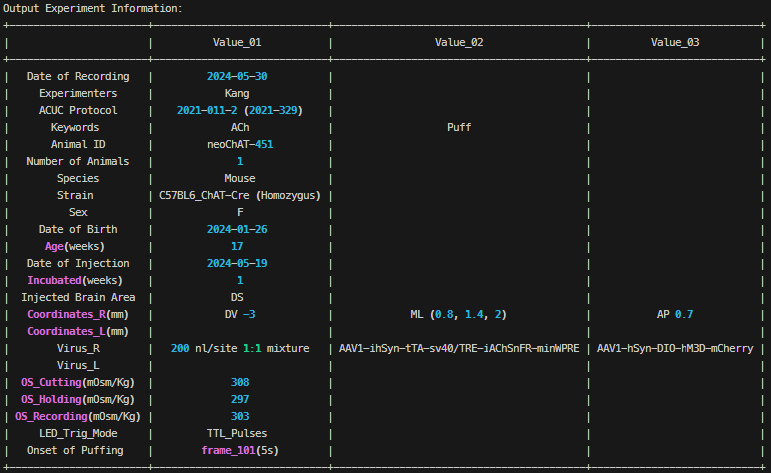 Output Experiment Information:
Value_01 Value_02 Value_03
Date of Recording 2024-05-30
Experimenters Kang
ACUC Protocol 2021-011-2 (2021-329)
Keywords ACh Puff
Animal ID neoChAT-451
Number of Animals 1
Species Mouse
Strain C57BL6_ChAT-Cre (Homozygus)
Sex F
Date of Birth 2024-01-26
Age(weeks) 17
Date of Injection 2024-05-19
Incubated(weeks) 1
Injected Brain Area DS
Coordinates_R(mm) DV -3 ML (0.8, 1.4, 2) AP 0.7
Coordinates_L(mm)
Virus_R 200 nl/site 1:1 mixture AAV1-ihSyn-tTA-sv40/TRE-iAChSnFR-minWPRE AAV1-hSyn-DIO-hM3D-mCherry
Virus_L
OS_Cutting(mOsm/Kg) 308
OS_Holding(mOsm/Kg) 297
OS_Recording(mOsm/Kg) 303
LED_Trig_Mode TTL_Pulses
Onset of Puffing frame_101(5s)